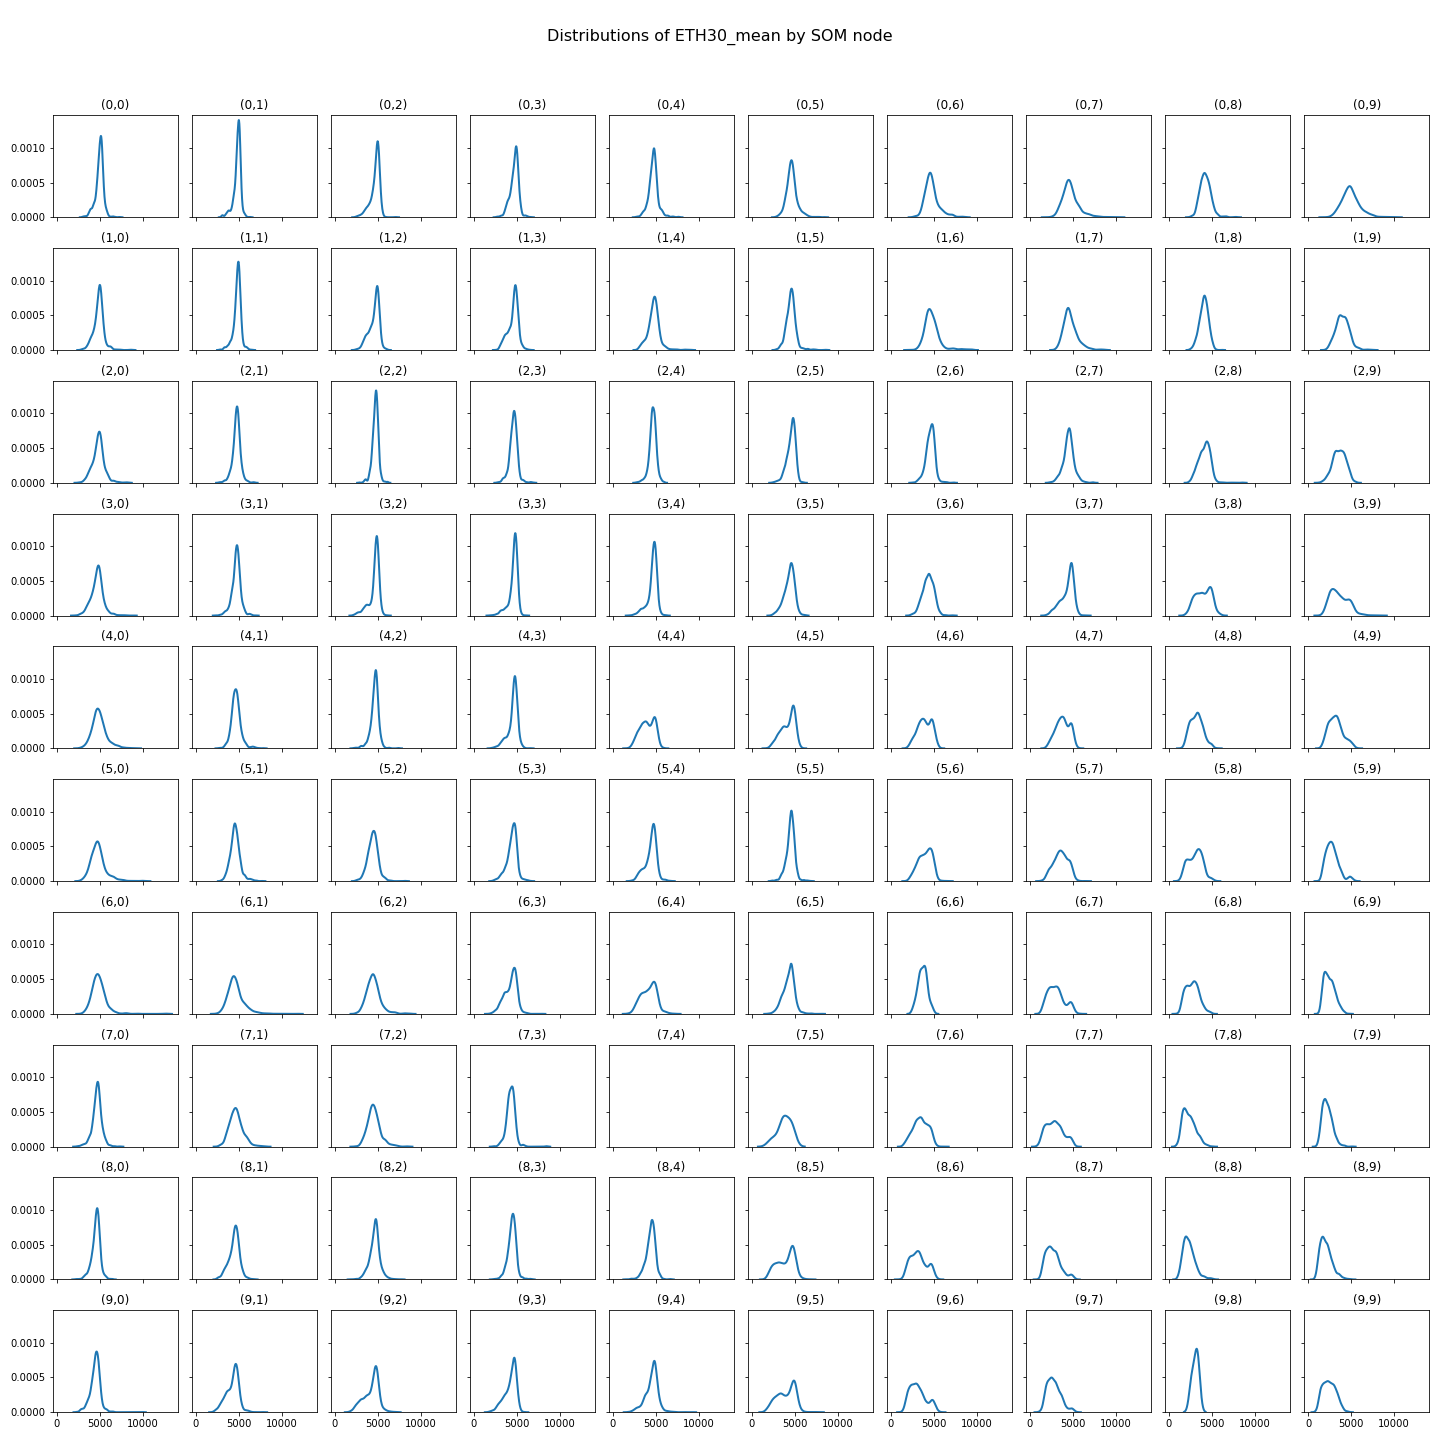 Distributions of ETH30_mean by SOM node
(0,0) (0,1) (0,2) (0,3) (0,4) (0,5) (0,6) (0,7) (0,8) (0,9)
0.0010
0.0005
0.0000
(1,0) (1,1) (1,2) (1,3) (1,4) (1,5) (1,6) (1,7) (1,8) (1,9)
0.0010
0.0005
0.0000
(2,0) (2,1) (2,2) (2,3) (2,4) (2,5) (2,6) (2,7) (2,8) (2,9)
0.0010
0.0005
0.0000
(3,0) (3,1) (3,2) (3,3) (3,4) (3,5) (3,6) (3,7) (3,8) (3,9)
0.0010
0.0005
0.0000
(4,0) (4,1) (4,2) (4,3) (4,4) (4,5) (4,6) (4,7) (4,8) (4,9)
0.0010
0.0005
0.0000
(5,0) (5,1) (5,2) (5,3) (5,4) (5,5) (5,6) (5,7) (5,8) (5,9)
0.0010
0.0005
0.0000
(6,0) (6,1) (6,2) (6,3) (6,4) (6,5) (6,6) (6,7) (6,8) (6,9)
0.0010
0.0005
0.0000
(7,0) (7,1) (7,2) (7,3) (7,4) (7,5) (7,6) (7,7) (7,8) (7,9)
0.0010
0.0005
0.0000
(8,0) (8,1) (8,2) (8,3) (8,4) (8,5) (8,6) (8,7) (8,8) (8,9)
0.0010
0.0005
0.0000
(9,0) (9,1) (9,2) (9,3) (9,4) (9,5) (9,6) (9,7) (9,8) (9,9)
0.0010
0.0005
0.0000
0 5000 10000 0 5000 10000 0 5000 10000 0 5000 10000 0 5000 10000 0 5000 10000 0 5000 10000 0 5000 10000 0 5000 10000 0 5000 10000